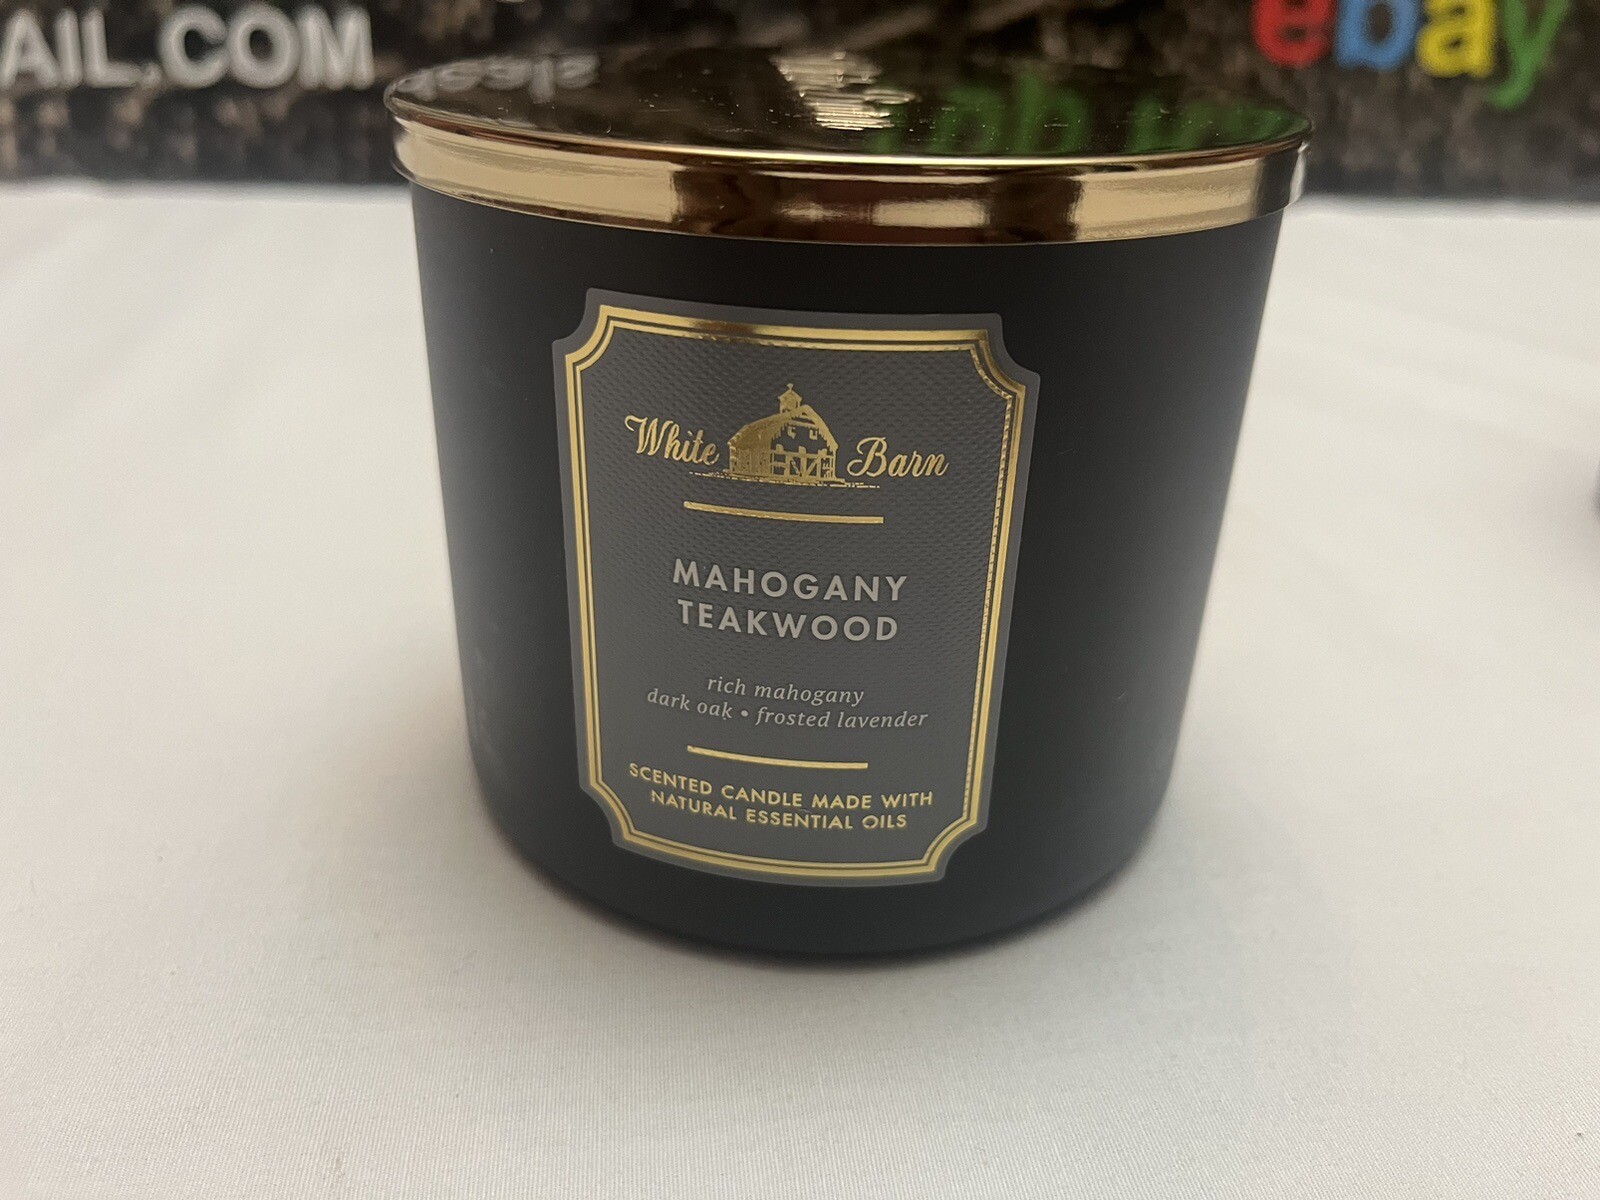 AIL.COM
ebay
White Barn
MAHOGANY
TEAKWOOD
rich mahogany
dark oak • frosted lavender
SCENTED CANDLE MADE WITH
NATURAL ESSENTIAL OILS